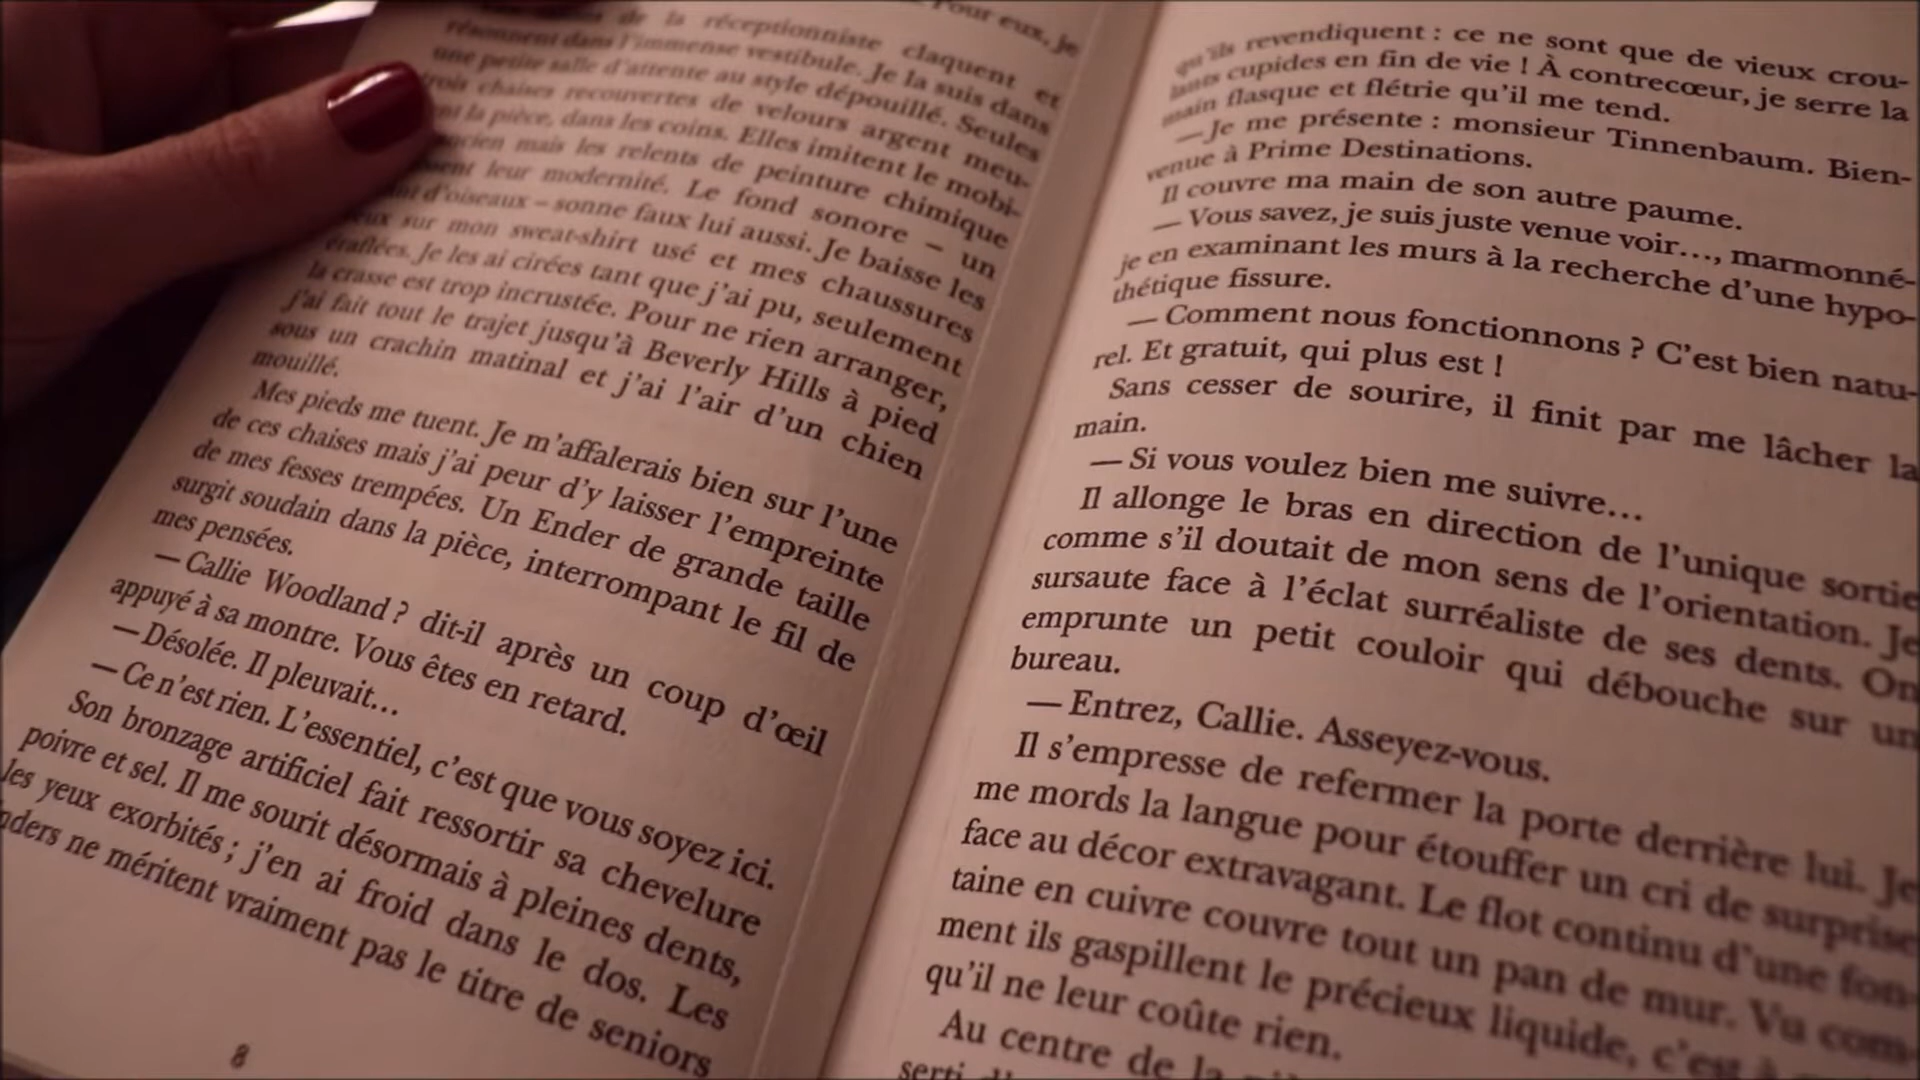 Pour eux, je
de la réceptionniste claquent et
résonnent dans l'immense vestibule. Je la suis dans
une petite salle d'attente au style dépouillé. Seules
trois chaises recouvertes de velours argent meu-
la pièce, dans les coins. Elles imitent le mobi-
mais les relents de peinture chimique
leur modernité. Le fond sonore – un
d'oiseaux – sonne faux lui aussi. Je baisse les
sur mon sweat-shirt usé et mes chaussures
éraflées. Je les ai cirées tant que j'ai pu, seulement
la crasse est trop incrustée. Pour ne rien arranger,
j'ai fait tout le trajet jusqu'à Beverly Hills à pied
sous un crachin matinal et j'ai l'air d'un chien
mouillé.
Mes pieds me tuent. Je m'affalerais bien sur l'une
de ces chaises mais j'ai peur d'y laisser l'empreinte
de mes fesses trempées. Un Ender de grande taille
surgit soudain dans la pièce, interrompant le fil de
mes pensées.
— Callie Woodland ? dit-il après un coup d'œil
appuyé à sa montre. Vous êtes en retard.
— Désolée. Il pleuvait...
— Ce n'est rien. L'essentiel, c'est que vous soyez ici.
Son bronzage artificiel fait ressortir sa chevelure
poivre et sel. Il me sourit désormais à pleines dents,
les yeux exorbités ; j'en ai froid dans le dos. Les
nders ne méritent vraiment pas le titre de seniors
8
qu'ils revendiquent : ce ne sont que de vieux crou-
lants cupides en fin de vie ! À contrecœur, je serre la
main flasque et flétrie qu'il me tend.
— Je me présente : monsieur Tinnenbaum. Bien-
venue à Prime Destinations.
Il couvre ma main de son autre paume.
— Vous savez, je suis juste venue voir..., marmonné-
je en examinant les murs à la recherche d'une hypo-
thétique fissure.
— Comment nous fonctionnons ? C'est bien natu-
rel. Et gratuit, qui plus est !
Sans cesser de sourire, il finit par me lâcher la
main.
— Si vous voulez bien me suivre...
Il allonge le bras en direction de l'unique sortie
comme s'il doutait de mon sens de l'orientation. Je
sursaute face à l'éclat surréaliste de ses dents. On
emprunte un petit couloir qui débouche sur un
bureau.
— Entrez, Callie. Asseyez-vous.
Il s'empresse de refermer la porte derrière lui. Je
me mords la langue pour étouffer un cri de surprise
face au décor extravagant. Le flot continu d'une fon-
taine en cuivre couvre tout un pan de mur. Vu com-
ment ils gaspillent le précieux liquide, c'est à
qu'il ne leur coûte rien.
Au centre de la
serti